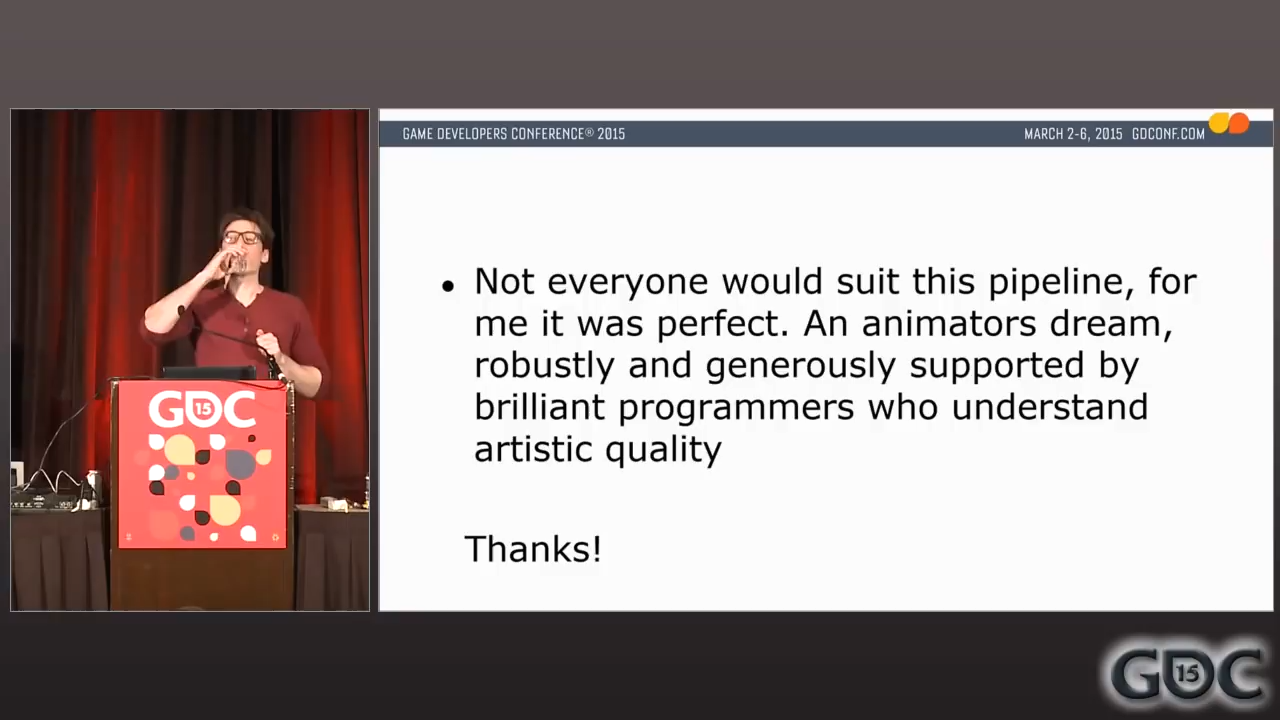 GAME DEVELOPERS CONFERENCE® 2015
MARCH 2-6, 2015 GDCONF.COM
• Not everyone would suit this pipeline, for
me it was perfect. An animators dream,
robustly and generously supported by
brilliant programmers who understand
artistic quality
Thanks!
GDC 15
GDC 15